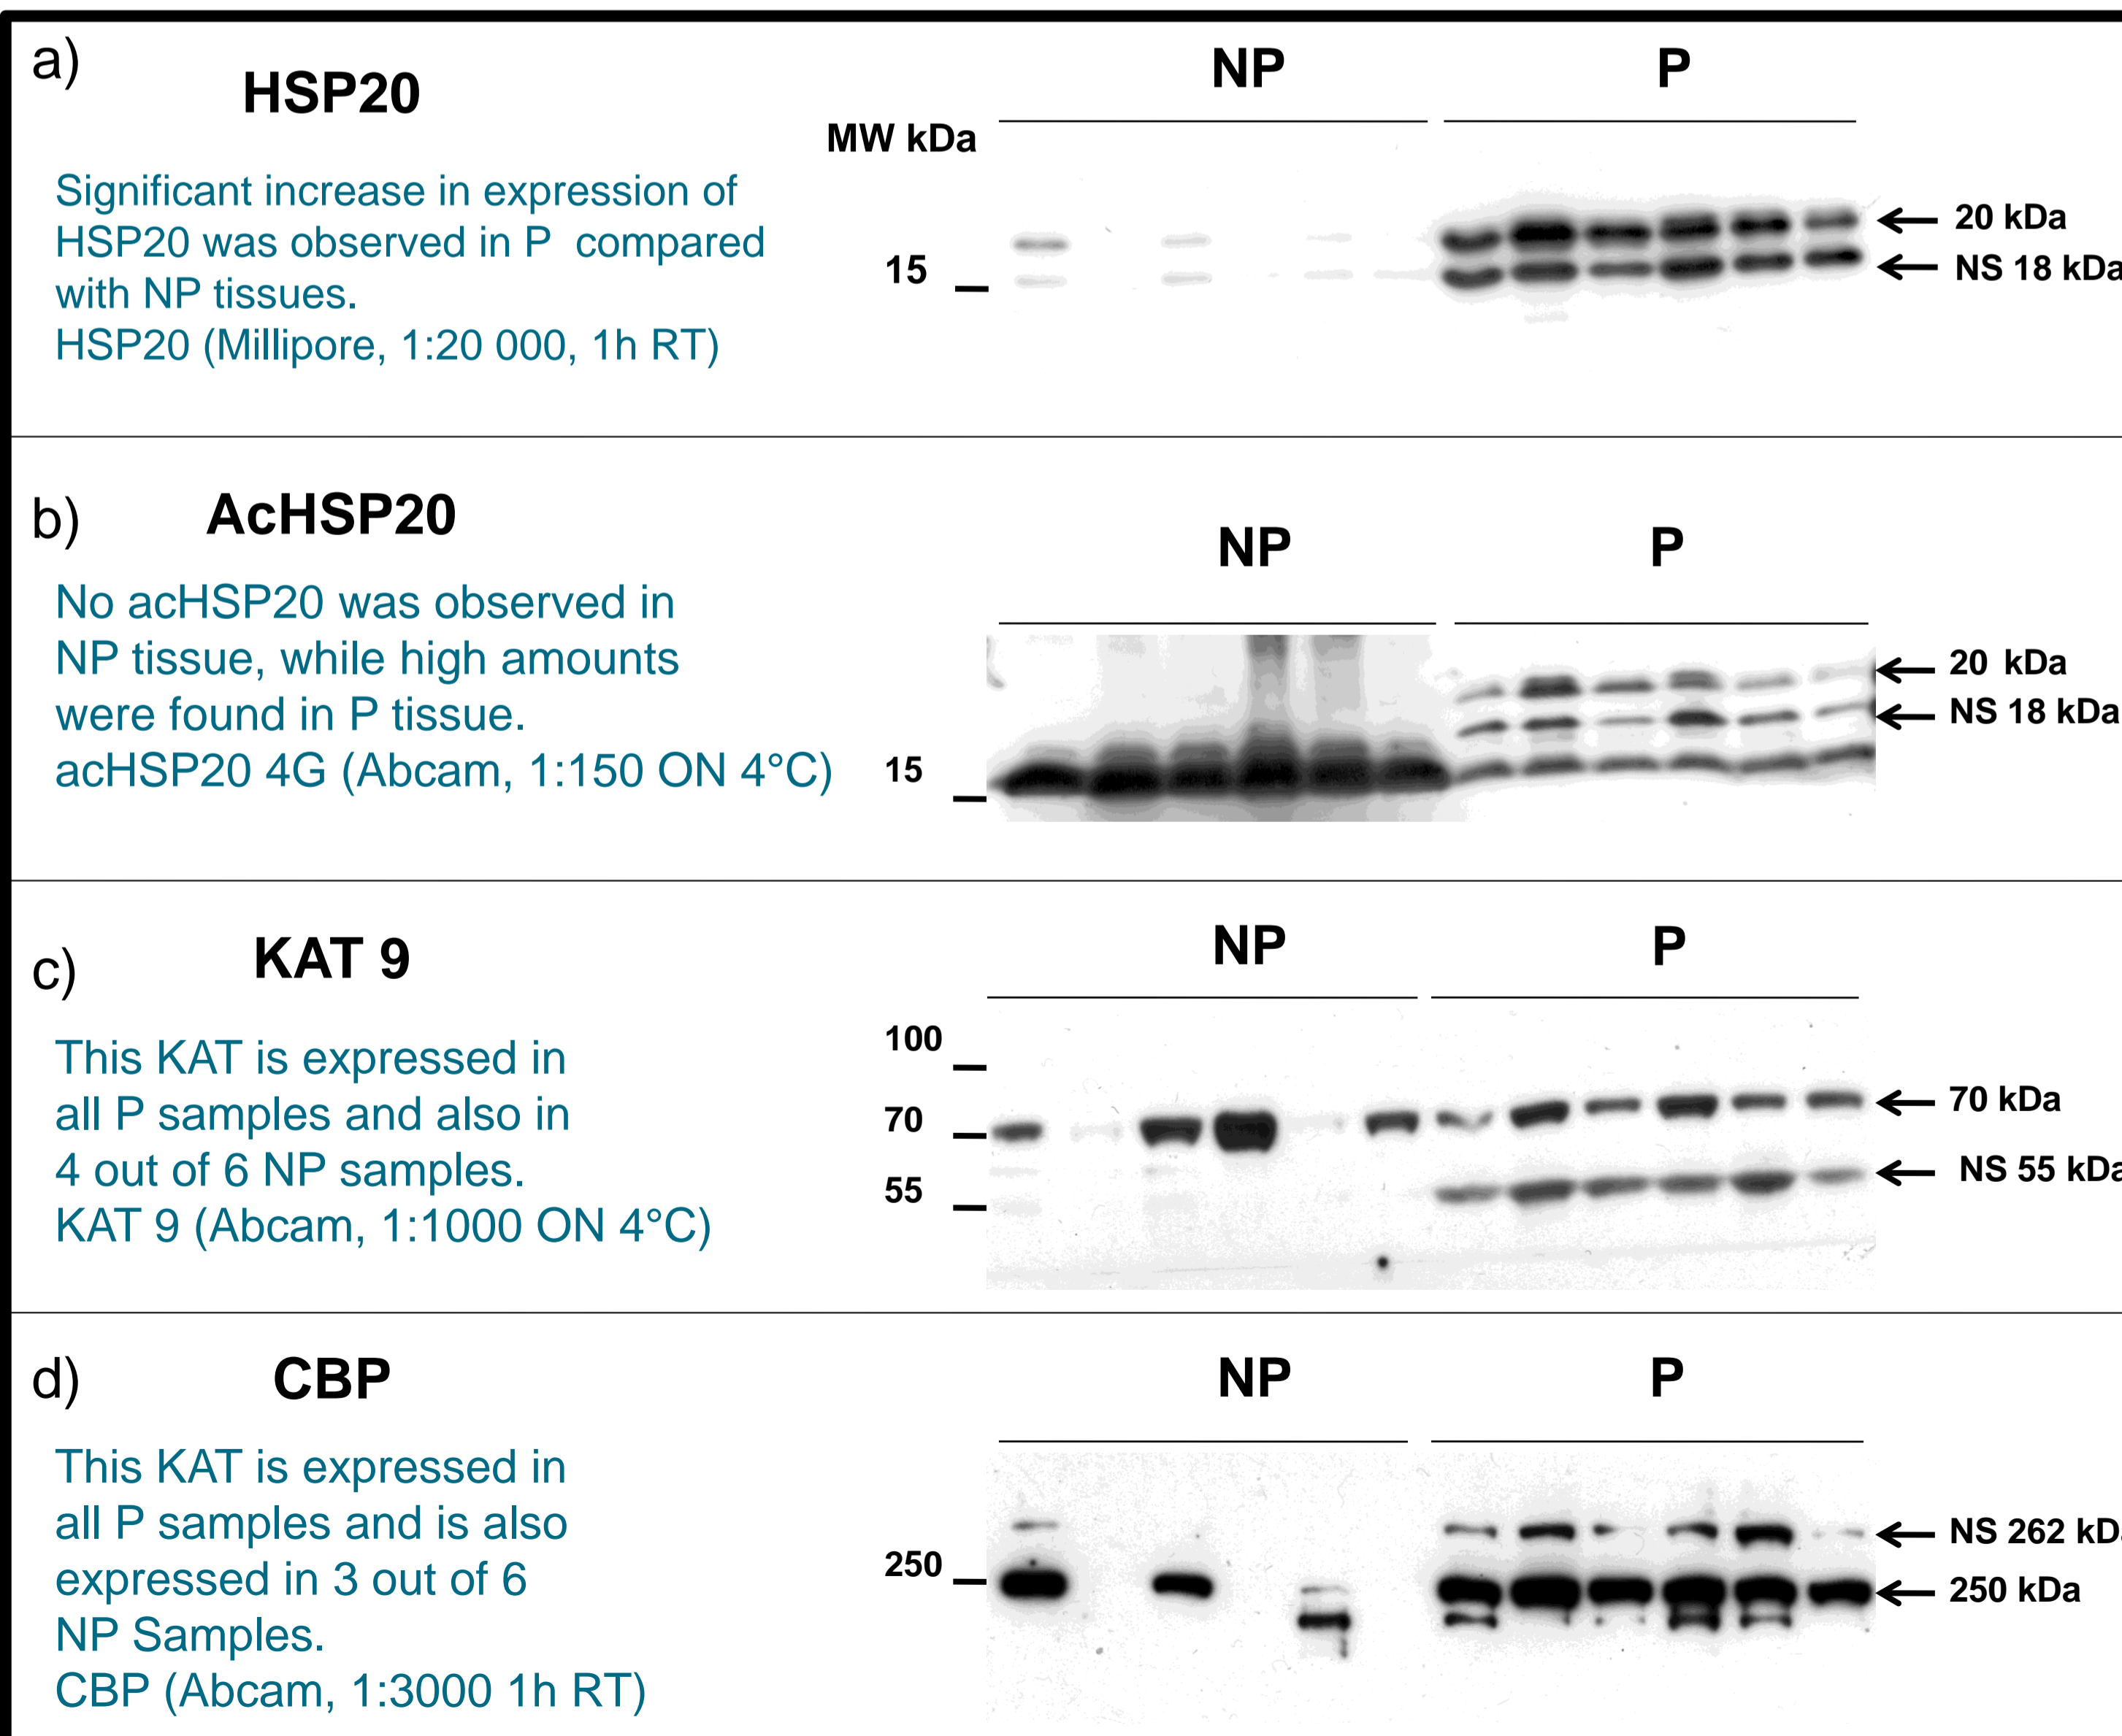 a)
HSP20
Significant increase in expression of
HSP20 was observed in P compared
with NP tissues.
HSP20 (Millipore, 1:20 000, 1h RT)
MW kDa
NP
P
15
20 kDa
NS 18 kDa
b)
AcHSP20
No acHSP20 was observed in
NP tissue, while high amounts
were found in P tissue.
acHSP20 4G (Abcam, 1:150 ON 4°C)
NP
P
15
20 kDa
NS 18 kDa
c)
KAT 9
This KAT is expressed in
all P samples and also in
4 out of 6 NP samples.
KAT 9 (Abcam, 1:1000 ON 4°C)
NP
P
100
70
55
70 kDa
NS 55 kDa
d)
CBP
This KAT is expressed in
all P samples and is also
expressed in 3 out of 6
NP Samples.
CBP (Abcam, 1:3000 1h RT)
NP
P
250
NS 262 kDa
250 kDa